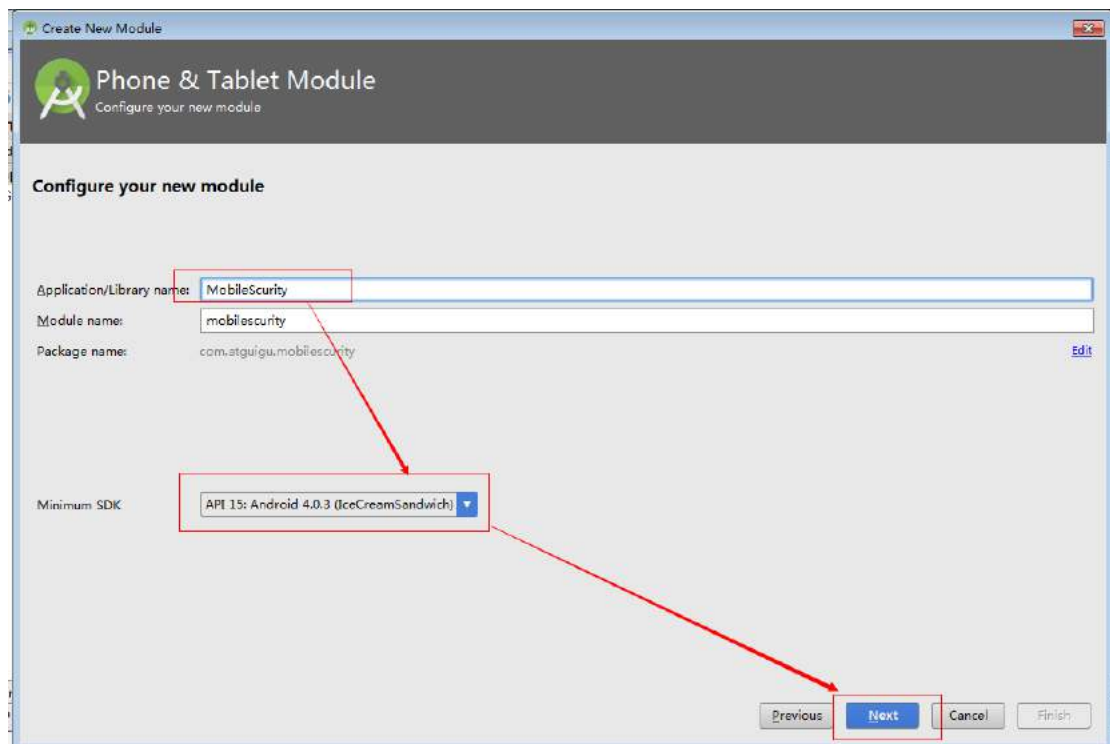 Create New Module
Phone & Tablet Module
Configure your new module
Configure your new module
Application/Library name: MobileScurity
Module name: mobilescurity
Package name: com.atguigu.mobilescurity Edit
Minimum SDK API 15: Android 4.0.3 (IceCreamSandwich)
Previous Next Cancel Finish